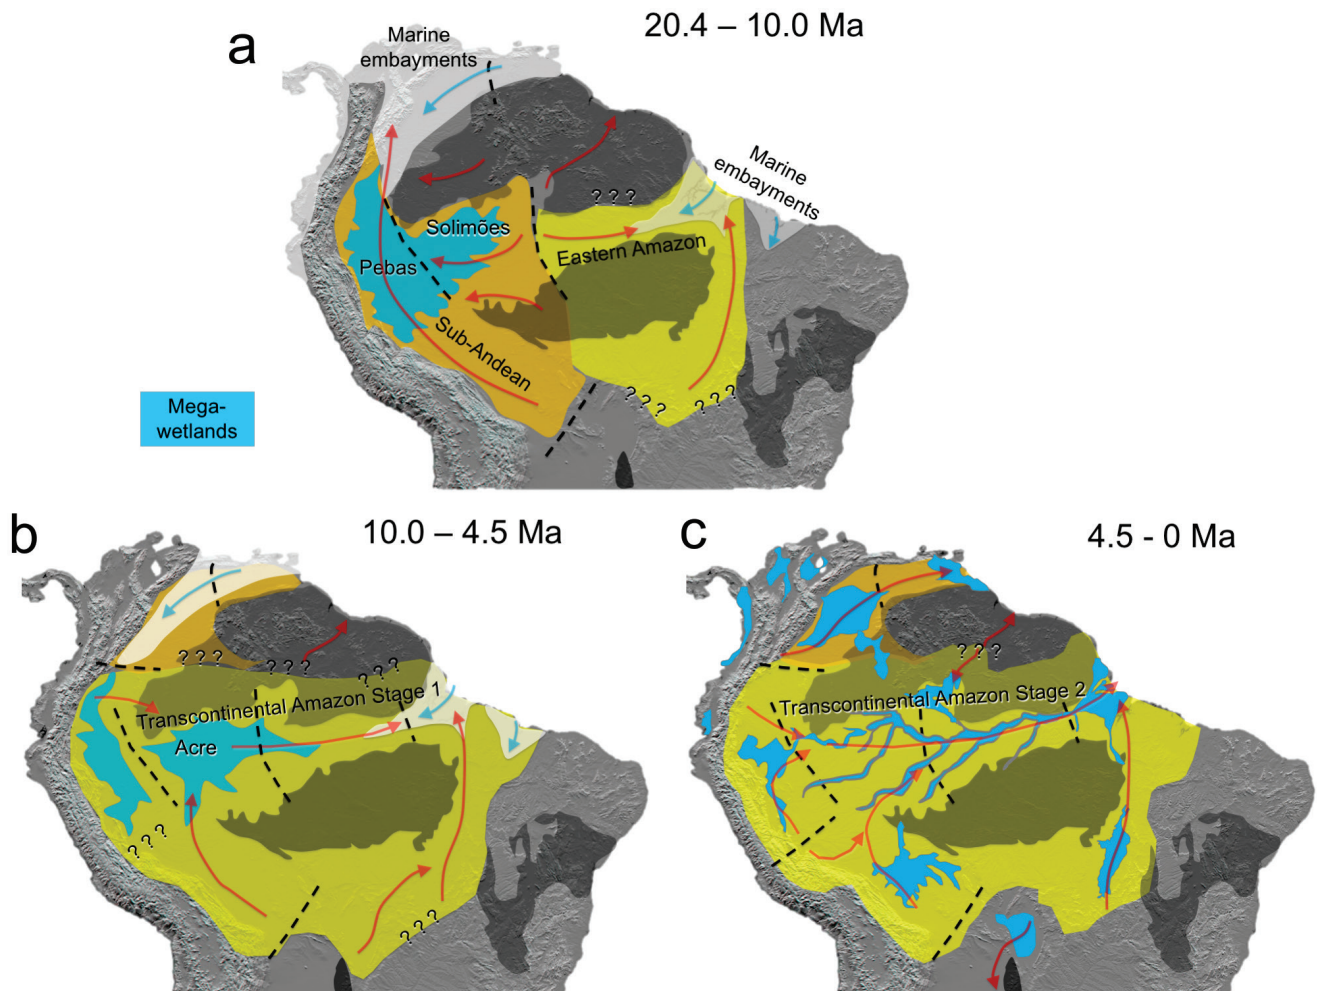 a
20.4 – 10.0 Ma
Marine
embayments
Marine
embayments
? ? ?
Solimões
Eastern Amazon
Pebas
Sub-Andean
? ? ?
? ? ?
Mega-
wetlands
b
10.0 – 4.5 Ma
? ? ?
? ? ?
? ? ?
Transcontinental Amazon Stage 1
Acre
? ? ?
? ? ?
c
4.5 - 0 Ma
? ? ?
Transcontinental Amazon Stage 2